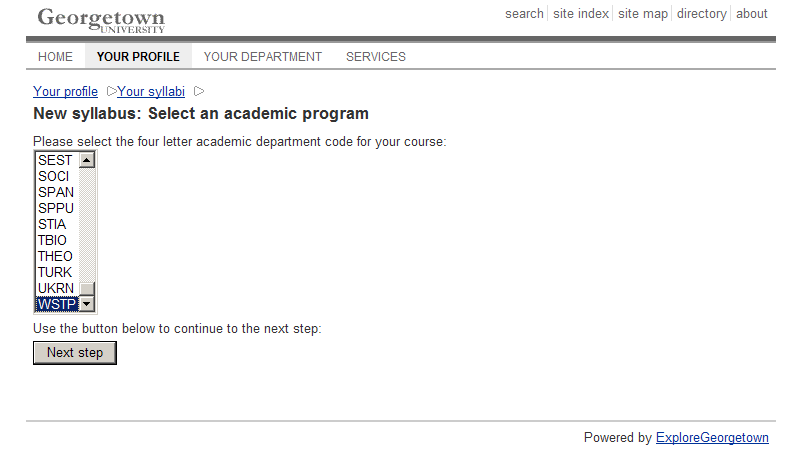 Georgetown
UNIVERSITY
search site index site map directory about
HOME YOUR PROFILE YOUR DEPARTMENT SERVICES
Your profile Your syllabi
New syllabus: Select an academic program
Please select the four letter academic department code for your course:
SEST
SOCI
SPAN
SPPU
STIA
TBIO
THEO
TURK
UKRN
WSTP
Use the button below to continue to the next step:
Next step
Powered by ExploreGeorgetown